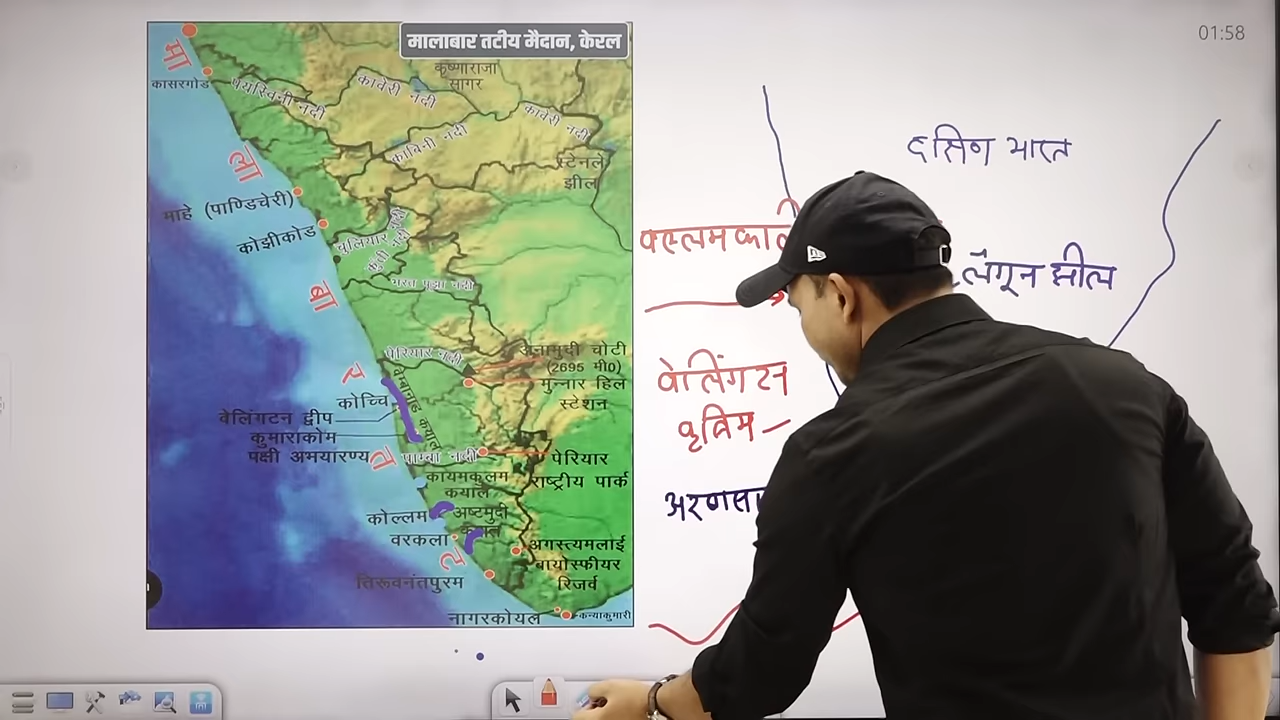 मालाबार तटीय मैदान, केरल
01:58
मा
कासरगोड
पयस्विनी नदी
कृष्णाराजा
सागर
कावेरी नदी
कावेरी नदी
काबिनी नदी
स्टेनले
झील
ला
माहे (पाण्डिचेरी)
कोझीकोड
भरत पुझा नदी
बा
पेरियार नदी
अनामुदी चोटी
(2695 मी0)
मुन्नार हिल
स्टेशन
र
कोच्चि
वेम्बानाड कयाल
वेलिंगटन द्वीप
कुमाराकोम
पक्षी अभयारण्य
त
पाम्बा नदी
पेरियार
राष्ट्रीय पार्क
कायमकुलम
कयाल
कोल्लम
अष्टमुदी
वरकला
अगस्त्यमलाई
बायोस्फीयर
रिजर्व
ट
तिरूवनंतपुरम
नागरकोयल
कन्याकुमारी
दक्षिण भारत
लैगून झील
वेलिंगटन
कृत्रिम